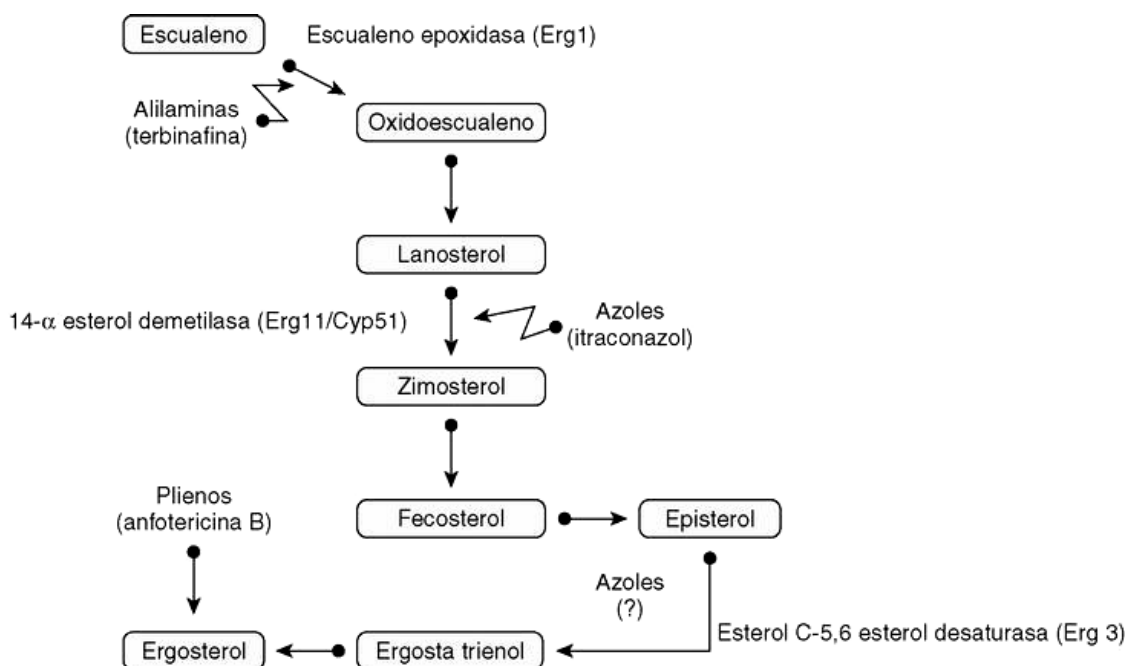 Escualeno
Escualeno epoxidasa (Erg1)
Alilaminas
(terbinafina)
Oxidoescualeno
Lanosterol
14-α esterol demetilasa (Erg11/Cyp51)
Azoles
(itraconazol)
Zimosterol
Plienos
(anfotericina B)
Fecosterol
Episterol
Azoles
(?)
Esterol C-5,6 esterol desaturasa (Erg 3)
Ergosterol
Ergosta trienol